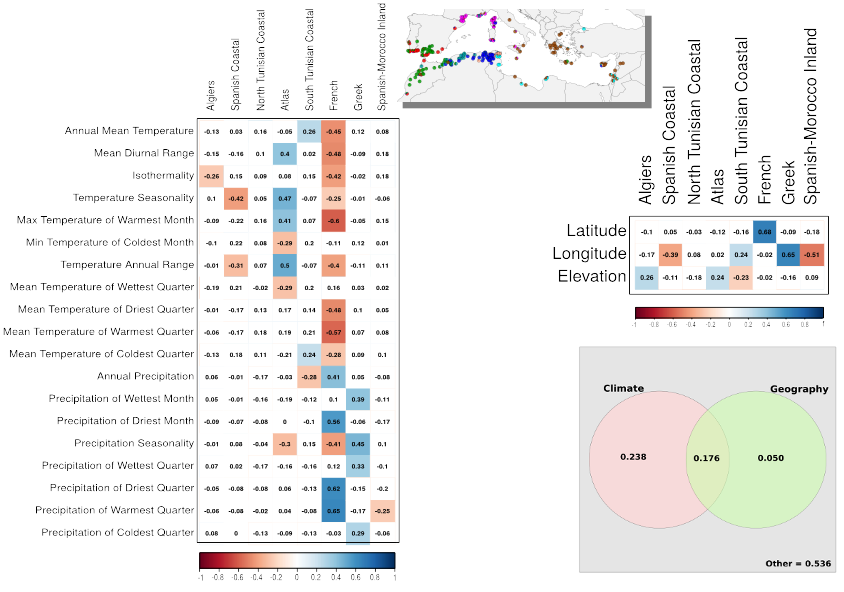 Algiers
Spanish Coastal
North Tunisian Coastal
Atlas
South Tunisian Coastal
French
Greek
Spanish-Morocco Inland
Annual Mean Temperature -0.13 0.03 0.16 -0.05 0.26 -0.45 0.12 0.08
Mean Diurnal Range -0.15 -0.16 0.1 0.4 0.02 -0.48 -0.09 0.18
Isothermality -0.26 0.15 0.09 0.08 0.15 -0.42 -0.02 0.18
Temperature Seasonality 0.1 -0.42 0.05 0.47 -0.07 -0.25 -0.01 -0.06
Max Temperature of Warmest Month -0.09 -0.22 0.16 0.41 0.07 -0.6 -0.05 0.15
Min Temperature of Coldest Month -0.1 0.22 0.08 -0.29 0.2 -0.11 0.12 0.01
Temperature Annual Range -0.01 -0.31 0.07 0.5 -0.07 -0.4 -0.11 0.11
Mean Temperature of Wettest Quarter -0.19 0.21 -0.02 -0.29 0.2 0.16 0.03 0.02
Mean Temperature of Driest Quarter -0.01 -0.17 0.13 0.17 0.14 -0.48 0.1 0.05
Mean Temperature of Warmest Quarter -0.06 -0.17 0.18 0.19 0.21 -0.57 0.07 0.08
Mean Temperature of Coldest Quarter -0.13 0.18 0.11 -0.21 0.24 -0.28 0.09 0.1
Annual Precipitation 0.06 -0.01 -0.17 -0.03 -0.28 0.41 0.05 -0.08
Precipitation of Wettest Month 0.05 -0.01 -0.16 -0.19 -0.12 0.1 0.39 -0.11
Precipitation of Driest Month -0.09 -0.07 -0.08 0 -0.1 0.56 -0.06 -0.17
Precipitation Seasonality -0.01 0.08 -0.04 -0.3 0.15 -0.41 0.45 0.1
Precipitation of Wettest Quarter 0.07 0.02 -0.17 -0.16 -0.16 0.12 0.33 -0.1
Precipitation of Driest Quarter -0.05 -0.08 -0.08 0.06 -0.13 0.62 -0.15 -0.2
Precipitation of Warmest Quarter -0.06 -0.08 -0.02 0.04 -0.08 0.65 -0.17 -0.25
Precipitation of Coldest Quarter 0.08 0 -0.13 -0.09 -0.13 -0.03 0.29 -0.06
-1 -0.8 -0.6 -0.4 -0.2 0 0.2 0.4 0.6 0.8 1
Algiers
Spanish Coastal
North Tunisian Coastal
Atlas
South Tunisian Coastal
French
Greek
Spanish-Morocco Inland
Latitude -0.1 0.05 -0.03 -0.12 -0.16 0.68 -0.09 -0.18
Longitude -0.17 -0.39 0.08 0.02 0.24 -0.02 0.65 -0.51
Elevation 0.26 -0.11 -0.18 0.24 -0.23 -0.02 -0.16 0.09
-1 -0.8 -0.6 -0.4 -0.2 0 0.2 0.4 0.6 0.8 1
Climate Geography
0.238 0.176 0.050
Other = 0.536